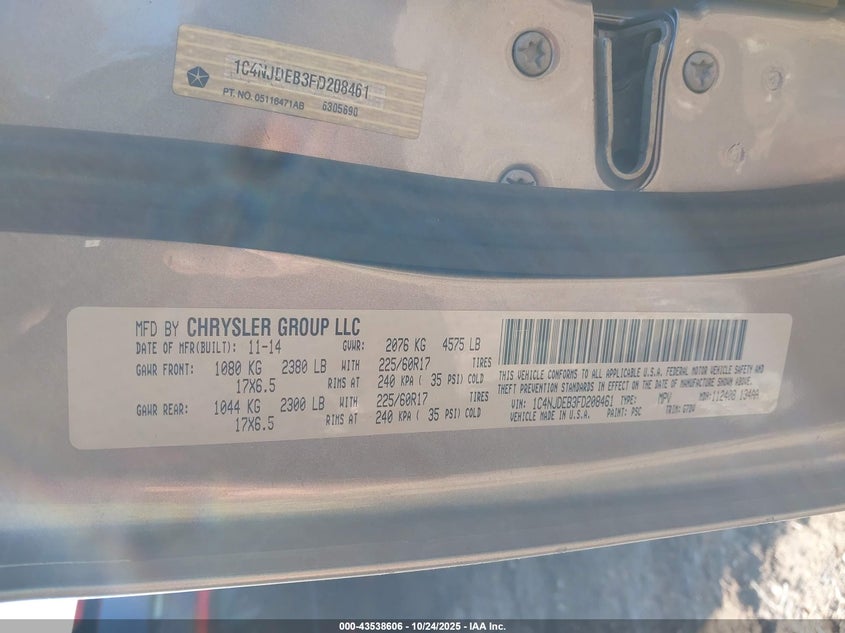 1C4NJDEB3FD208461
PT. NO. 05116471AB 6305690
MFD BY CHRYSLER GROUP LLC
DATE OF MFR(BUILT): 11-14 GVWR: 2076 KG 4575 LB
GAWR FRONT: 1080 KG 2380 LB WITH 225/60R17 TIRES
17X6.5 RIMS AT 240 KPA ( 35 PSI) COLD
GAWR REAR: 1044 KG 2300 LB WITH 225/60R17 TIRES
17X6.5 RIMS AT 240 KPA ( 35 PSI) COLD
THIS VEHICLE CONFORMS TO ALL APPLICABLE U.S.A. FEDERAL MOTOR VEHICLE SAFETY AND
THEFT PREVENTION STANDARDS IN EFFECT ON THE DATE OF MANUFACTURE SHOWN ABOVE.
VIN: 1C4NJDEB3FD208461 TYPE: MPV MDH: 112408 134AA
VEHICLE MADE IN U.S.A. PAINT: PSC TRIM:
000-43538606 / 10/24/2025 / IAA Inc.